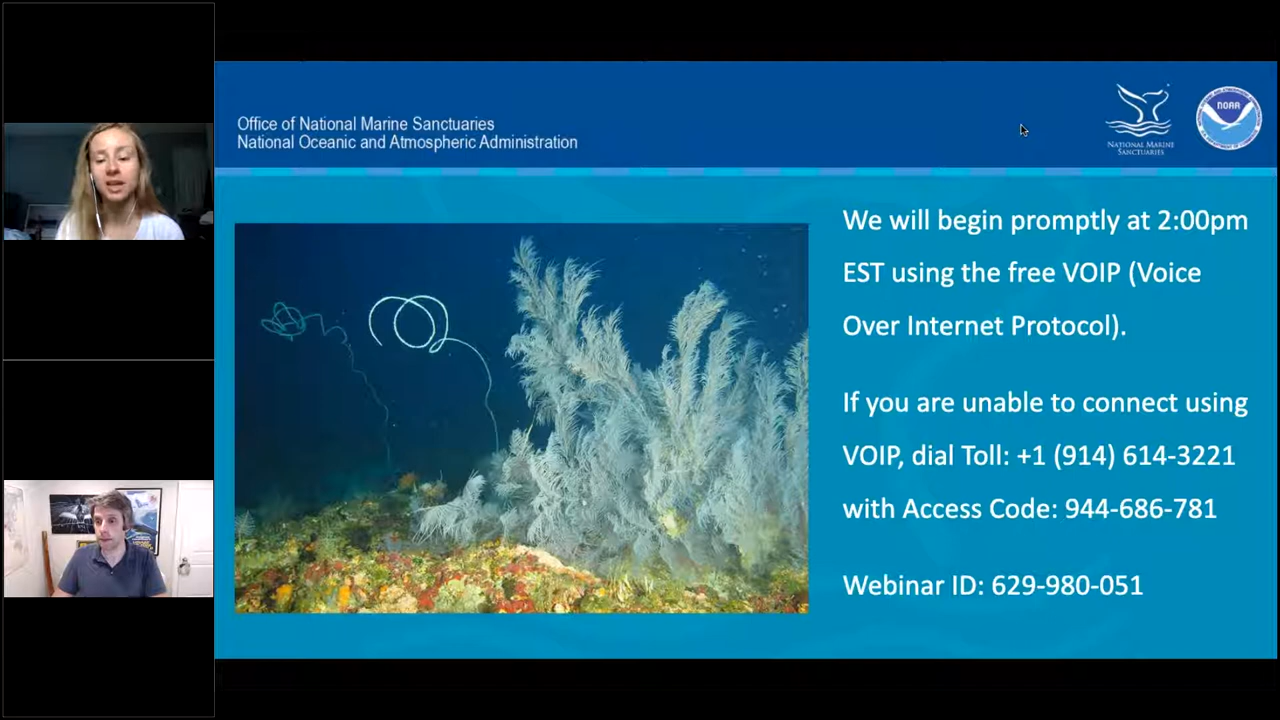 Office of National Marine Sanctuaries
National Oceanic and Atmospheric Administration
NATIONAL MARINE
SANCTUARIES
NOAA
We will begin promptly at 2:00pm
EST using the free VOIP (Voice
Over Internet Protocol).
If you are unable to connect using
VOIP, dial Toll: +1 (914) 614-3221
with Access Code: 944-686-781
Webinar ID: 629-980-051